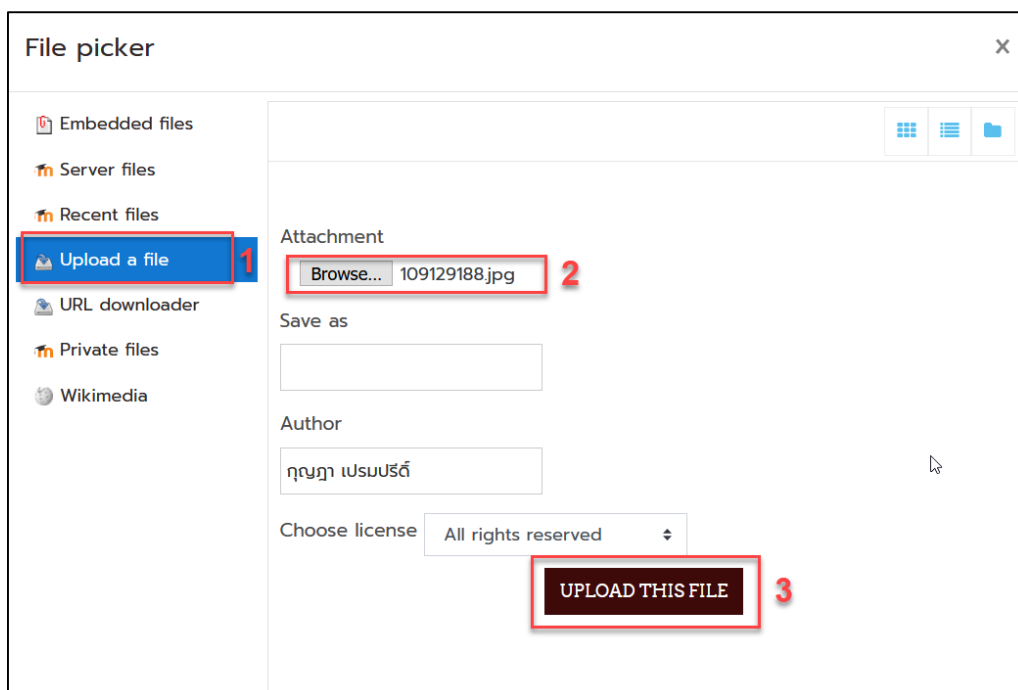 File picker
×
Embedded files
Server files
Recent files
Upload a file 1
URL downloader
Private files
Wikimedia
Attachment
Browse... 109129188.jpg 2
Save as
Author
กุญฎา เปรมปรีดิ์
Choose license All rights reserved
UPLOAD THIS FILE 3